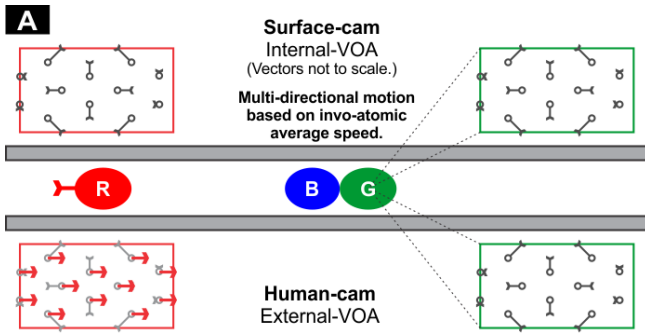 A
Surface-cam
Internal-VOA
(Vectors not to scale.)
Multi-directional motion
based on invo-atomic
average speed.
R
B
G
Human-cam
External-VOA